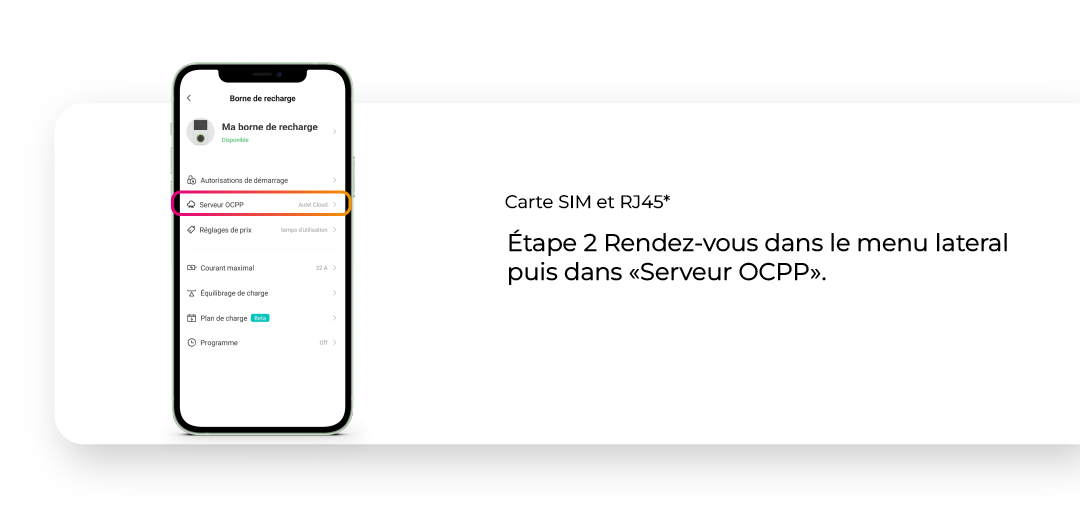 Borne de recharge
Ma borne de recharge
Disponible
Autorisations de démarrage
Serveur OCPP Autel Cloud
Réglages de prix temps d'utilisation
Courant maximal 32 A
Équilibrage de charge
Plan de charge Beta
Programme Off
Carte SIM et RJ45*
Étape 2 Rendez-vous dans le menu lateral
puis dans «Serveur OCPP».